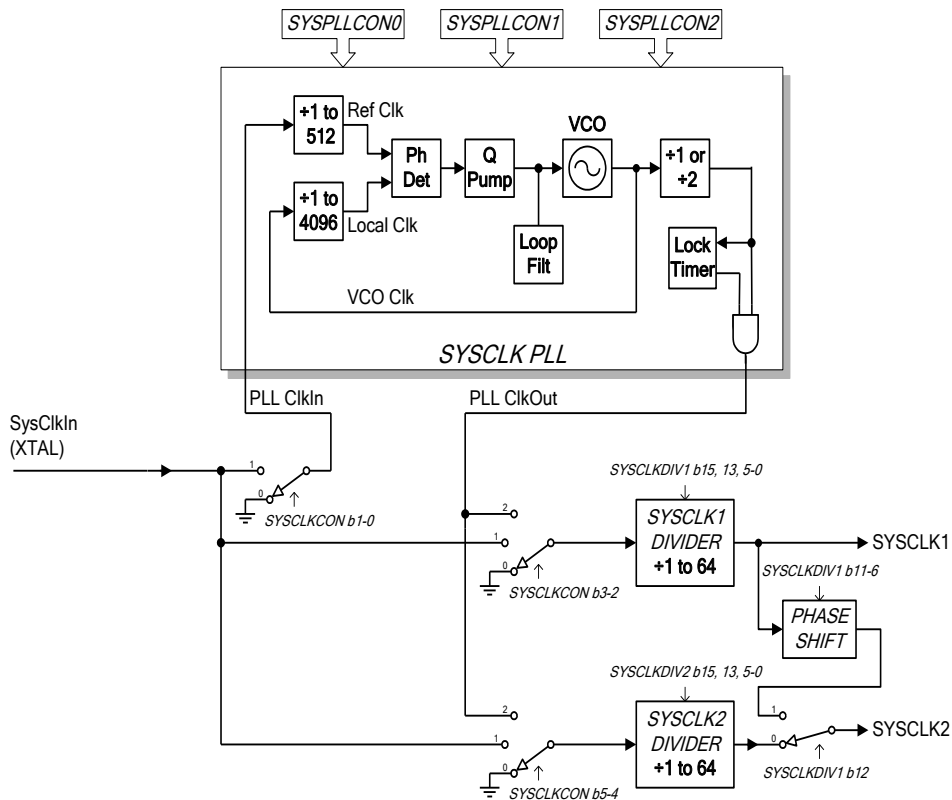 SYSPLLCON0
SYSPLLCON1
SYSPLLCON2
÷1 to
512
Ref Clk
÷1 to
4096
Local Clk
Ph
Det
Q
Pump
VCO
÷1 or
÷2
Loop
Filt
Lock
Timer
VCO Clk
SYSCLK PLL
PLL ClkIn
PLL ClkOut
SysClkIn
(XTAL)
1
0
SYSCLKCON b1-0
SYSCLKDIV1 b15, 13, 5-0
2
1
0
SYSCLKCON b3-2
SYSCLK1
DIVIDER
÷1 to 64
SYSCLK1
SYSCLKDIV1 b11-6
PHASE
SHIFT
SYSCLKDIV2 b15, 13, 5-0
2
1
0
SYSCLKCON b5-4
SYSCLK2
DIVIDER
÷1 to 64
1
0
SYSCLK2
SYSCLKDIV1 b12